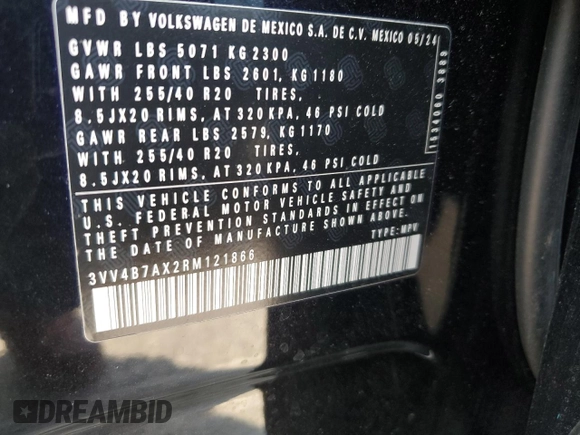 MFD BY VOLKSWAGEN DE MEXICO S.A. DE C.V. MEXICO 05/24
GVWR LBS 5071 KG 2300
GAWR FRONT LBS 2601, KG 1180
WITH 255/40 R20 TIRES,
8.5JX20 RIMS, AT 320 KPA, 46 PSI COLD
GAWR REAR LBS 2579, KG 1170
WITH 255/40 R20 TIRES,
8.5JX20 RIMS, AT 320 KPA, 46 PSI COLD
THIS VEHICLE CONFORMS TO ALL APPLICABLE
U.S. FEDERAL MOTOR VEHICLE SAFETY AND
THEFT PREVENTION STANDARDS IN EFFECT ON
THE DATE OF MANUFACTURE SHOWN ABOVE.
TYPE: MPV
3VV4B7AX2RM121866
DREAMBID